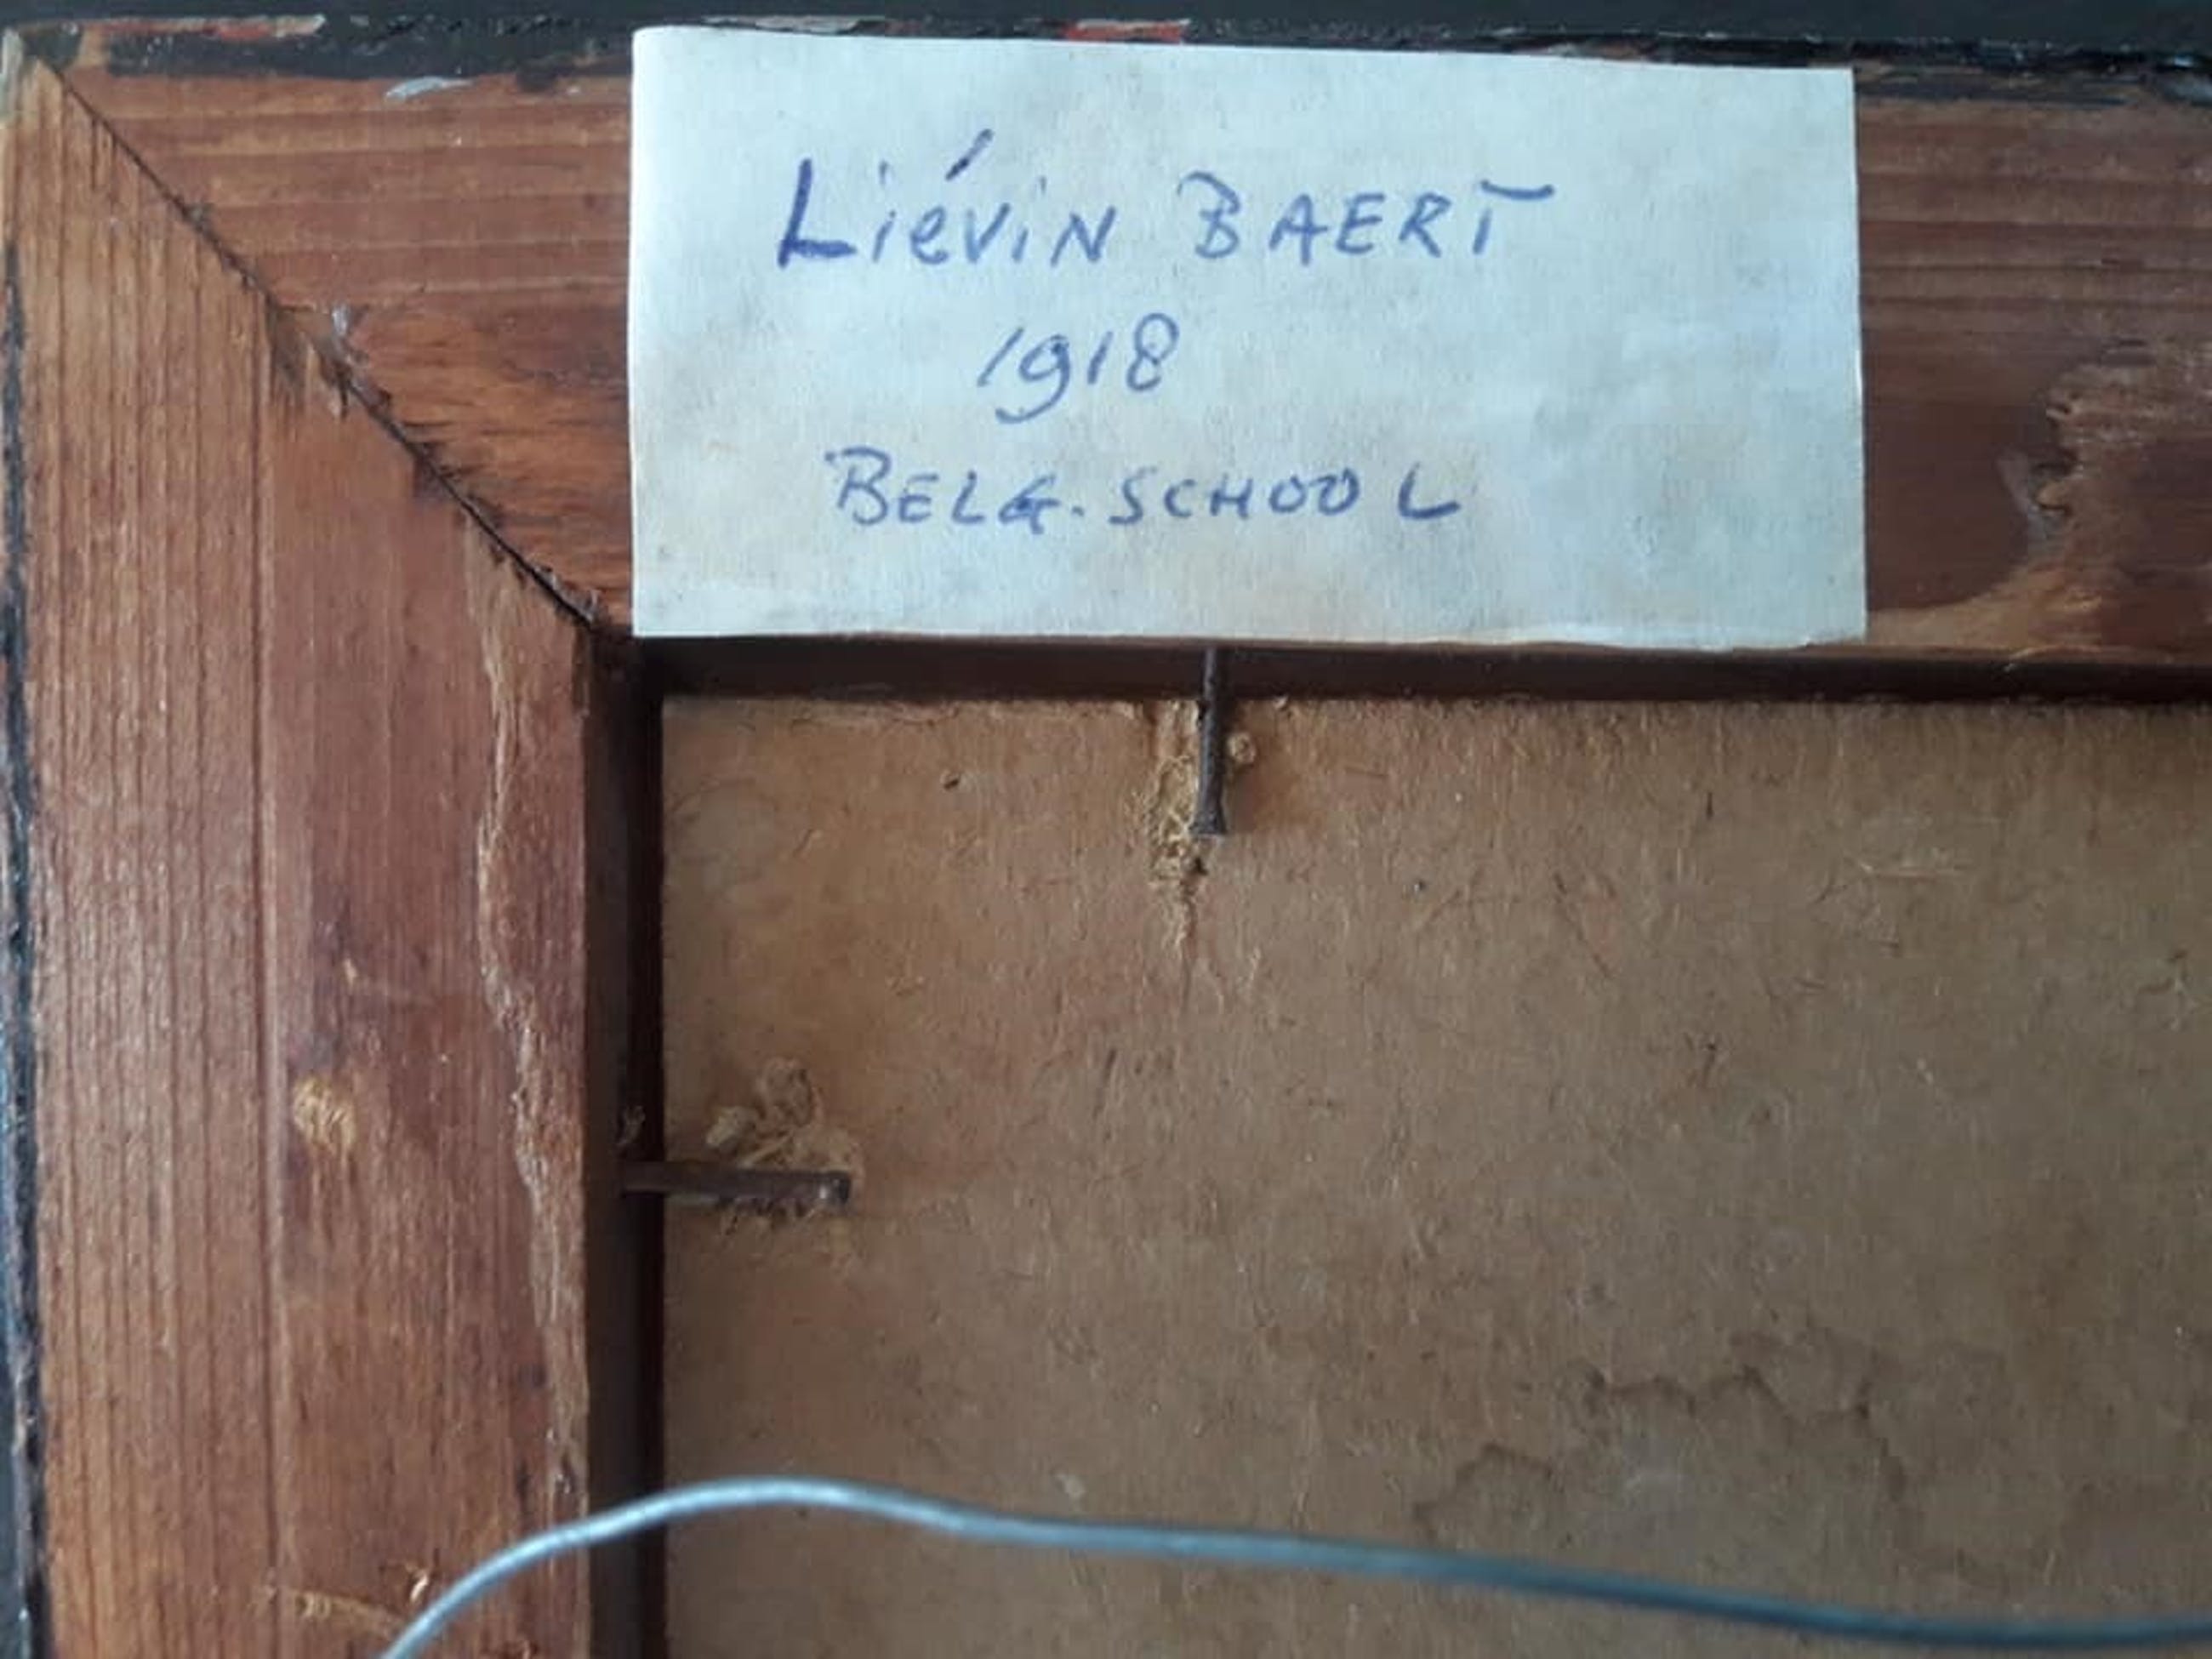 Liévin BAERT
1918
BELG. SCHOOL